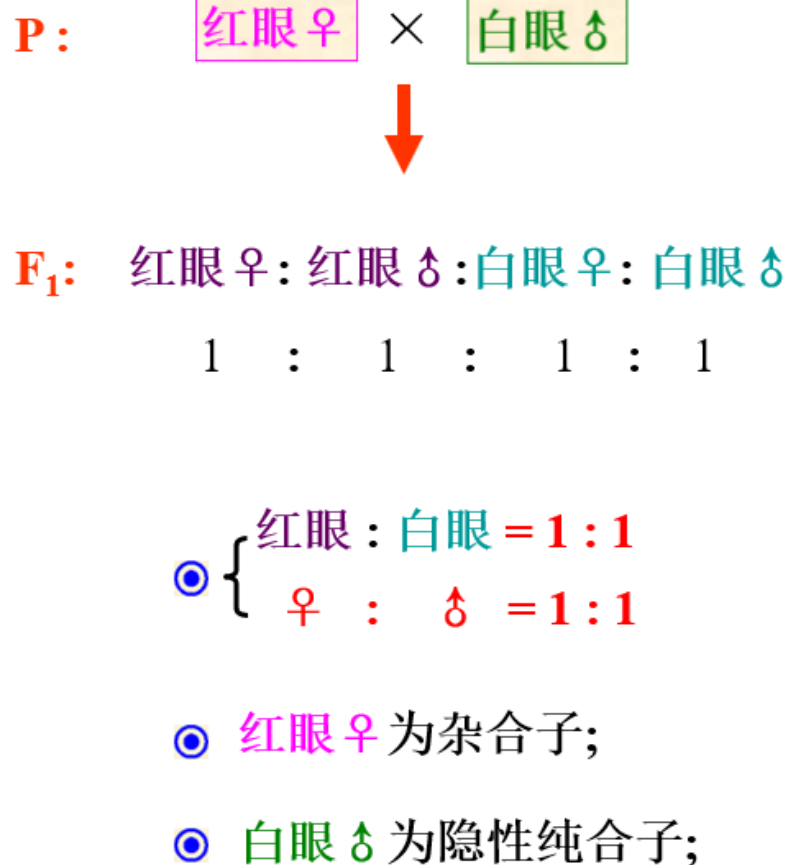 P： 红眼♀ × 白眼♂
F₁: 红眼♀: 红眼♂:白眼♀: 白眼♂
1 : 1 : 1 : 1
红眼：白眼 = 1 : 1
♀ : ♂ = 1 : 1
红眼♀为杂合子;
白眼♂为隐性纯合子;